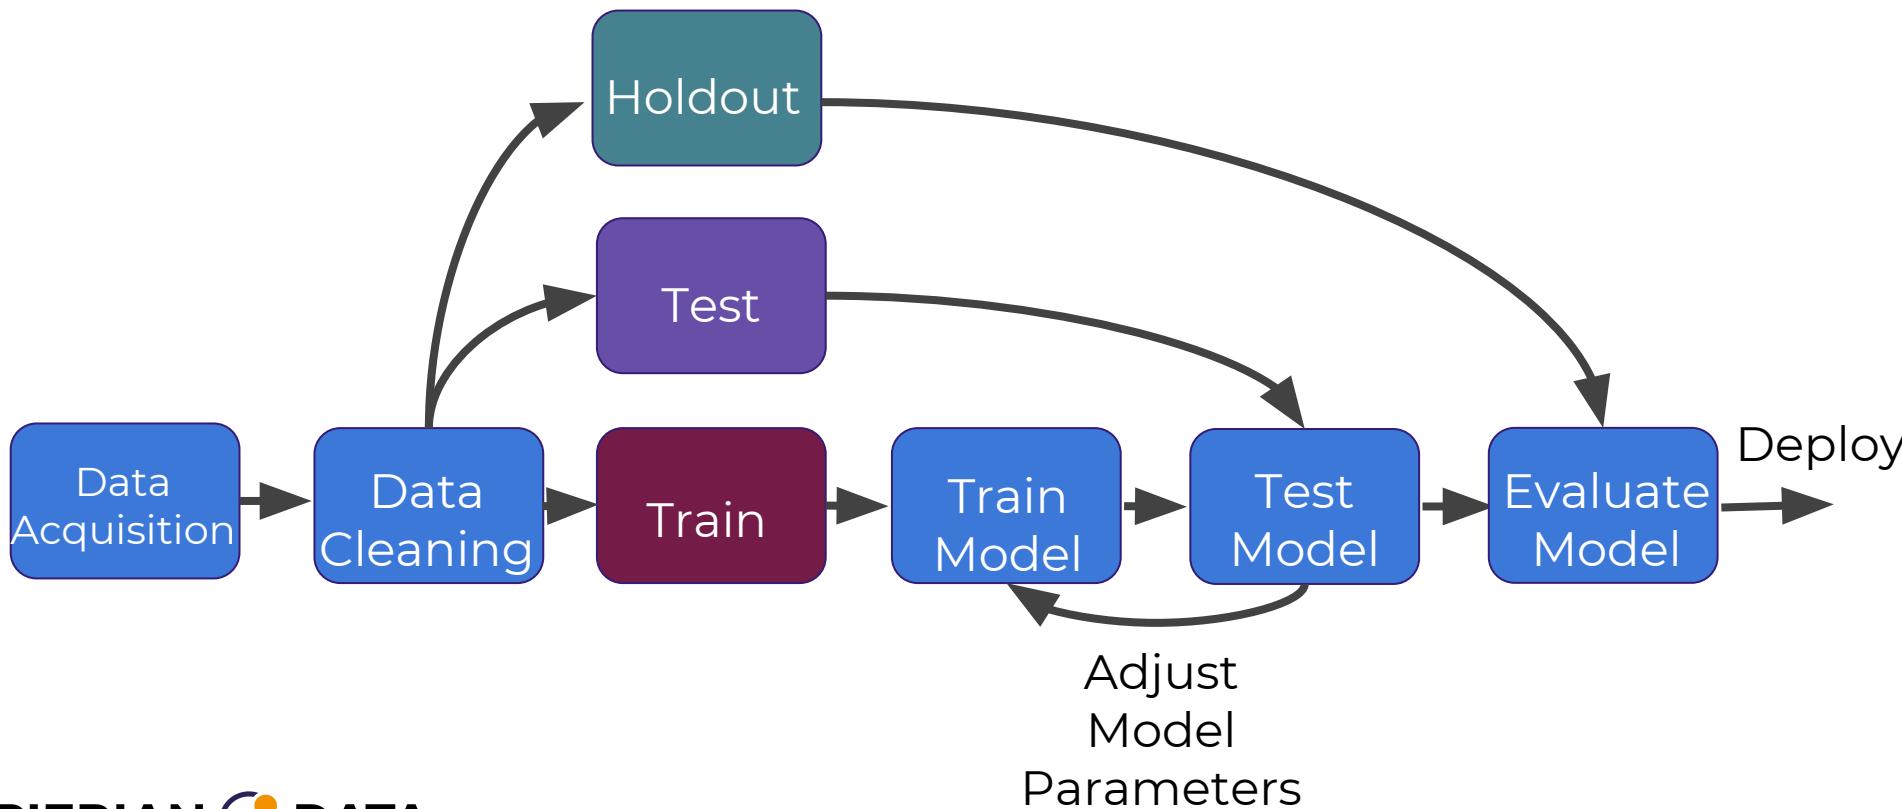 Holdout
Test
Data
Acquisition
Data
Cleaning
Train
Train
Model
Test
Model
Evaluate
Model
Deploy
Adjust
Model
Parameters